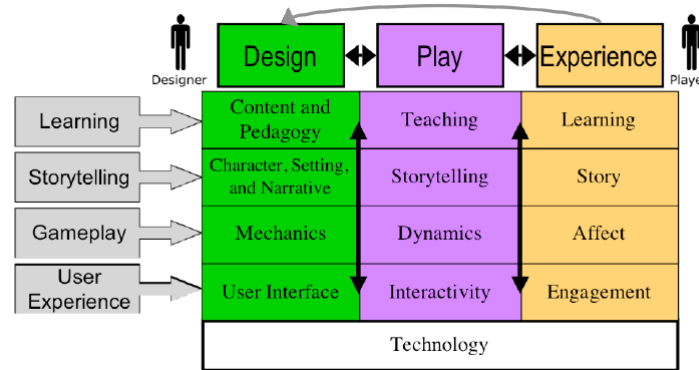 Design
Play
Experience
Designer
Playe
Learning
Content and
Pedagogy
Teaching
Learning
Storytelling
Character, Setting,
and Narrative
Storytelling
Story
Gameplay
Mechanics
Dynamics
Affect
User
Experience
User Interface
Interactivity
Engagement
Technology